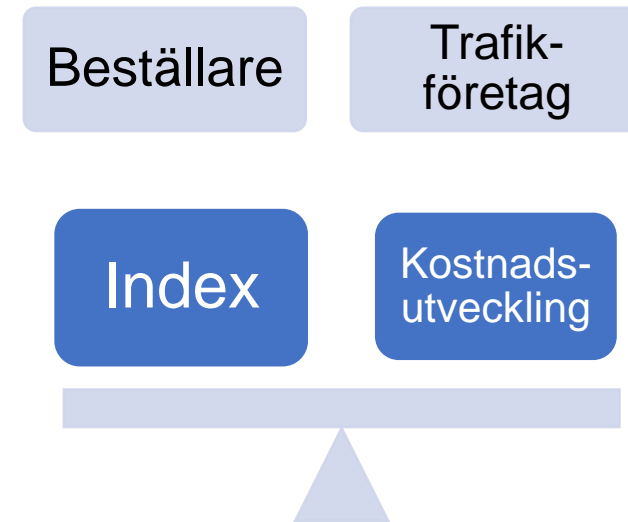 Beställare
Trafik-
företag
Index
Kostnads-
utveckling